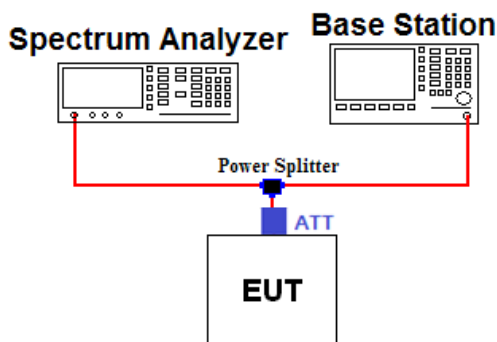 Spectrum Analyzer
Base Station
Power Splitter
ATT
EUT